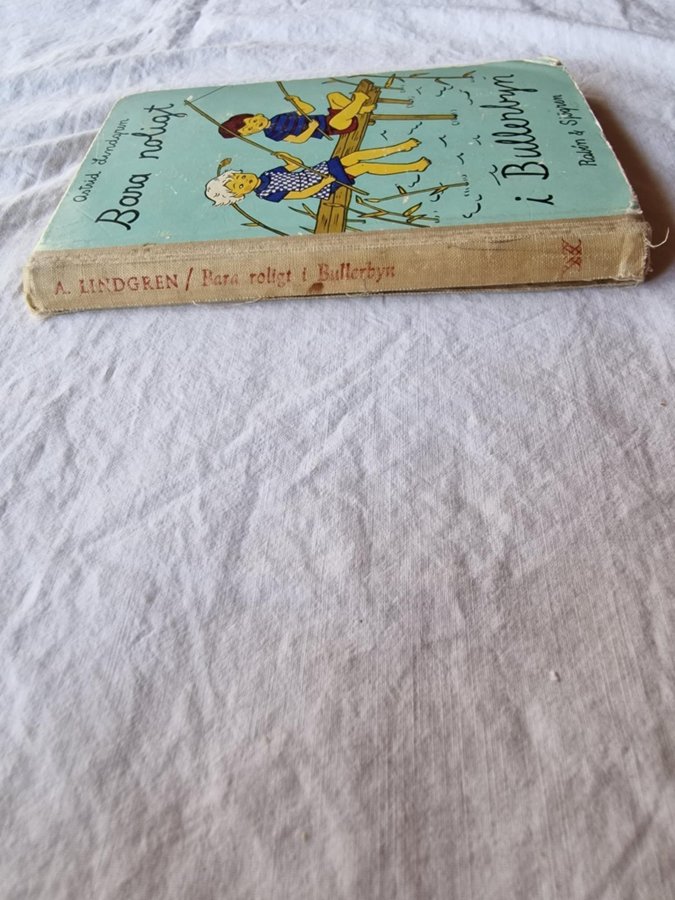 Astrid Lindgren
Bara roligt
i Bullerbyn
Rabén & Sjögren
A. LINDGREN / Bara roligt i Bullerbyn